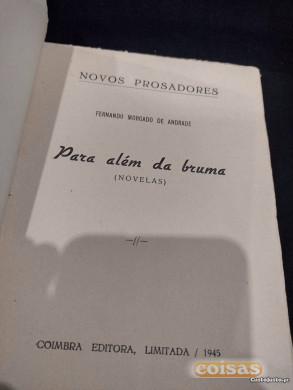 NOVOS PROSADORES
FERNANDO MORGADO DE ANDRADE
Para além da bruma
(NOVELAS)
—//—
COIMBRA EDITORA, LIMITADA / 1945
coisas